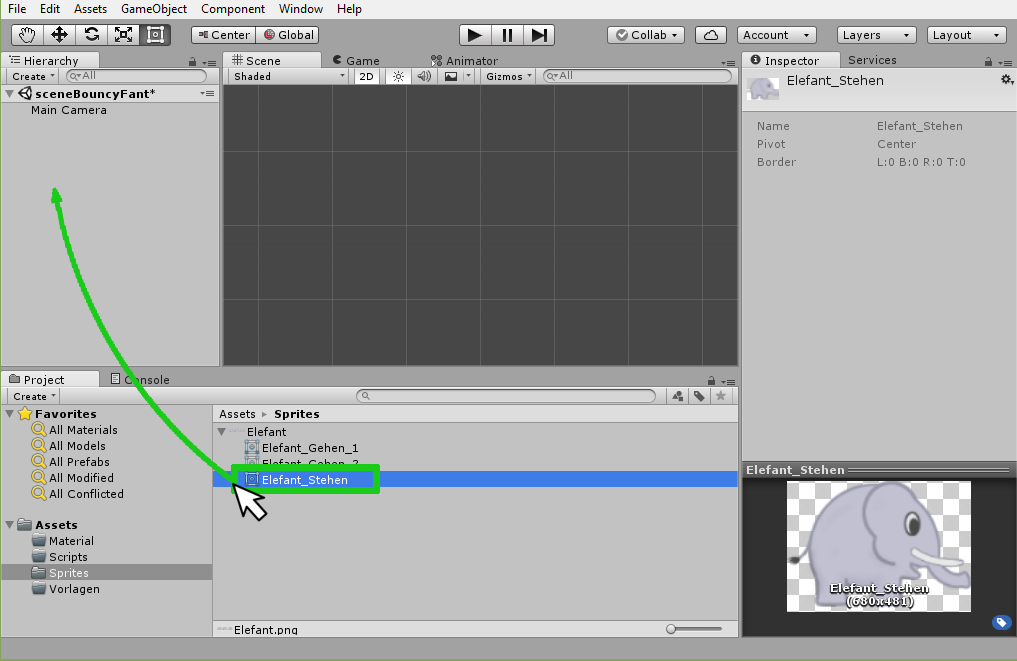 File Edit Assets GameObject Component Window Help
Center Global Collab Account Layers Layout
Hierarchy
Create All
sceneBouncyFant*
Main Camera
Scene Game Animator
Shaded 2D Gizmos All
Inspector Services
Elefant_Stehen
Name Elefant_Stehen
Pivot Center
Border L:0 B:0 R:0 T:0
Project Console
Create
Favorites
All Materials
All Models
All Prefabs
All Modified
All Conflicted
Assets
Material
Scripts
Sprites
Vorlagen
Assets ▸ Sprites
Elefant
Elefant_Gehen_1
Elefant_Gehen_2
Elefant_Stehen
Elefant.png
Elefant_Stehen
Elefant_Stehen
(680x481)